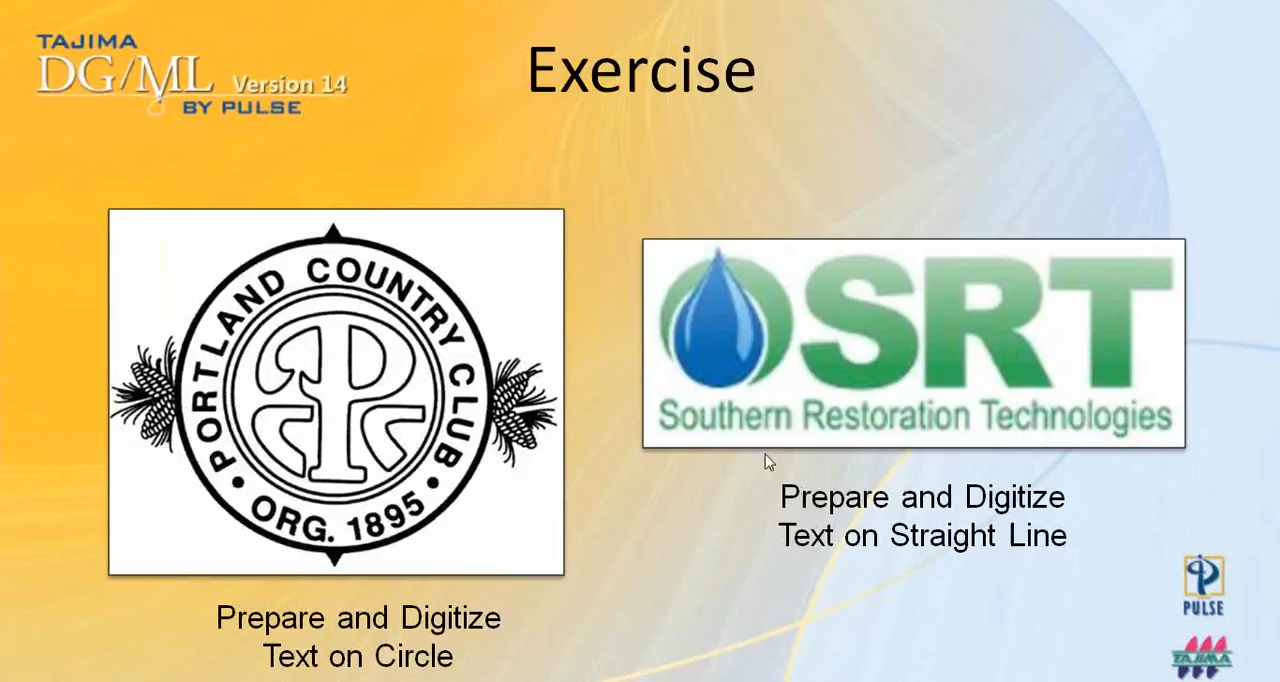 TAJIMA
DG/ML Version 14
BY PULSE
Exercise
PORTLAND COUNTRY CLUB
• ORG. 1895 •
SRT
Southern Restoration Technologies
Prepare and Digitize
Text on Straight Line
Prepare and Digitize
Text on Circle
PULSE
TAJIMA